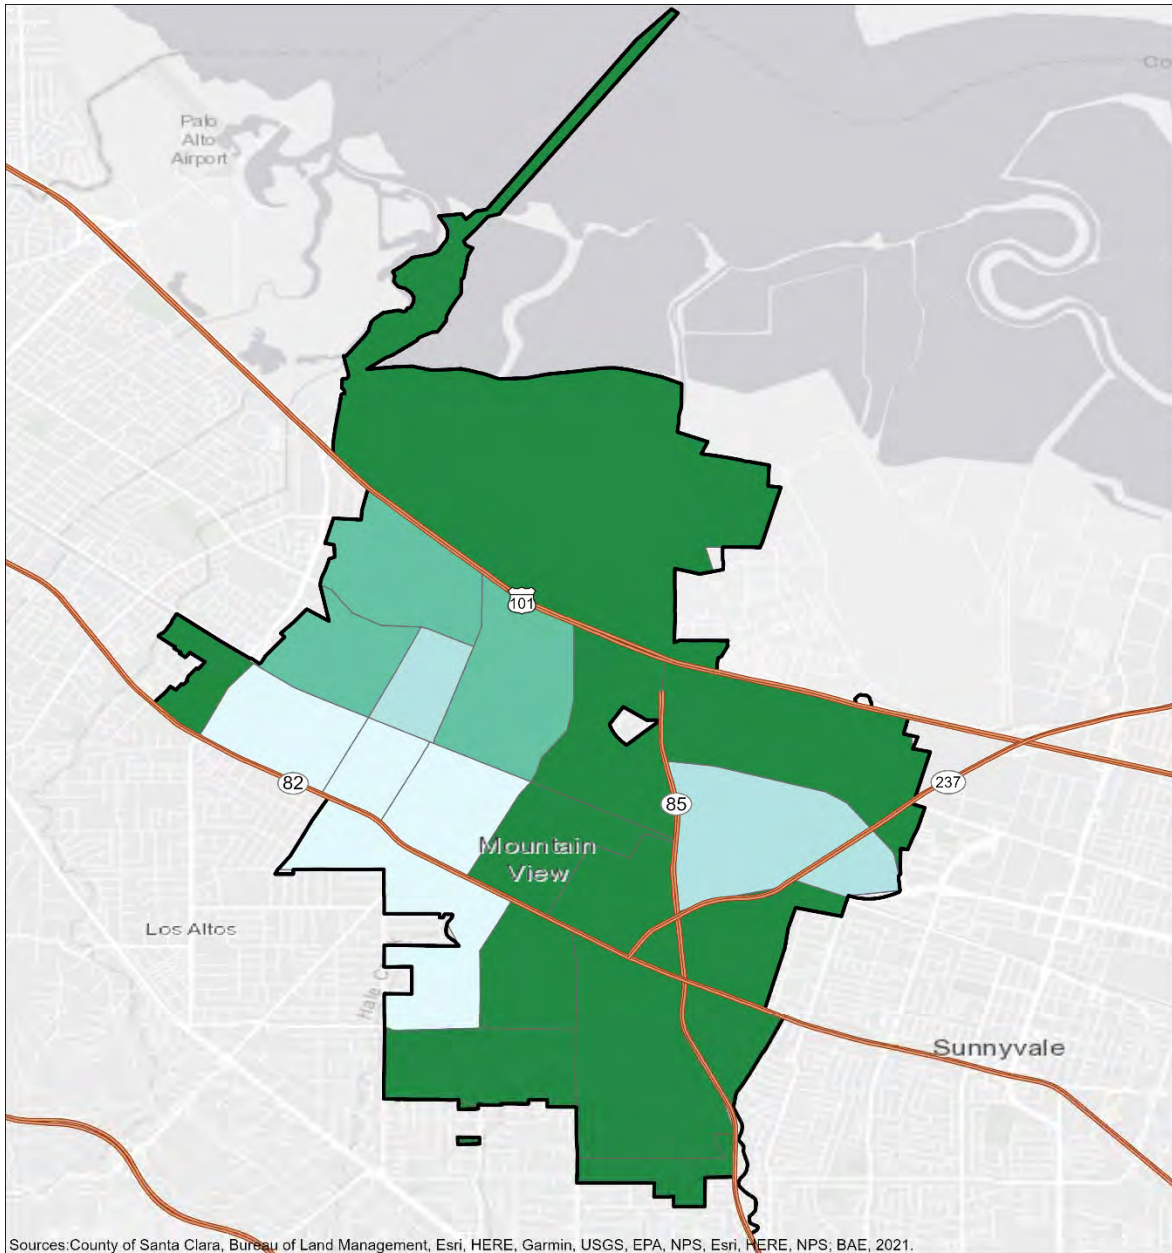 Palo
Alto
Airport
101
82
237
85
Mountain
View
Los Altos
Sunnyvale
Sources:County of Santa Clara, Bureau of Land Management, Esri, HERE, Garmin, USGS, EPA, NPS, Esri, HERE, NPS; BAE, 2021.